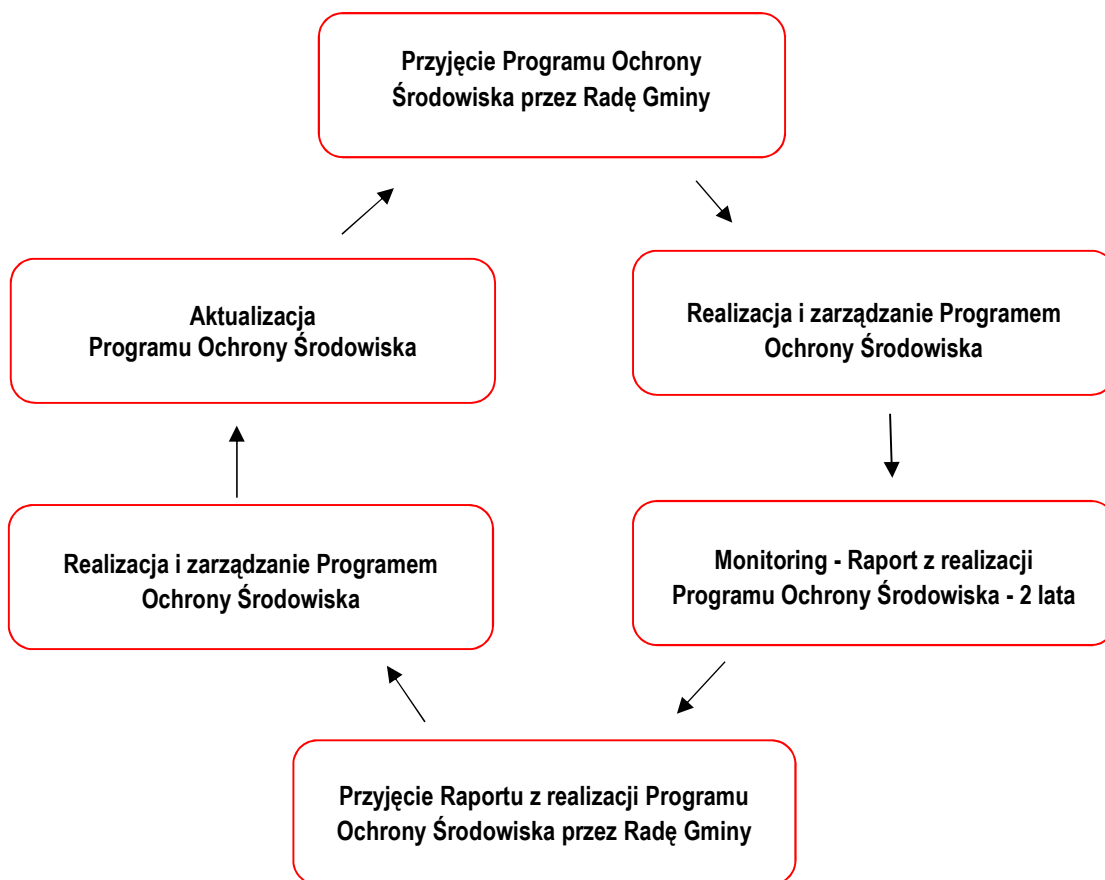 Przyjęcie Programu Ochrony
Środowiska przez Radę Gminy
Aktualizacja
Programu Ochrony Środowiska
Realizacja i zarządzanie Programem
Ochrony Środowiska
Realizacja i zarządzanie Programem
Ochrony Środowiska
Monitoring - Raport z realizacji
Programu Ochrony Środowiska - 2 lata
Przyjęcie Raportu z realizacji Programu
Ochrony Środowiska przez Radę Gminy